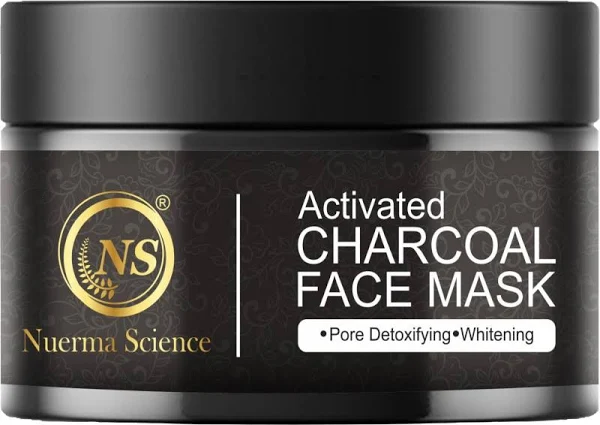 NS®
Nuerma Science
Activated
CHARCOAL
FACE MASK
•Pore Detoxifying•Whitening